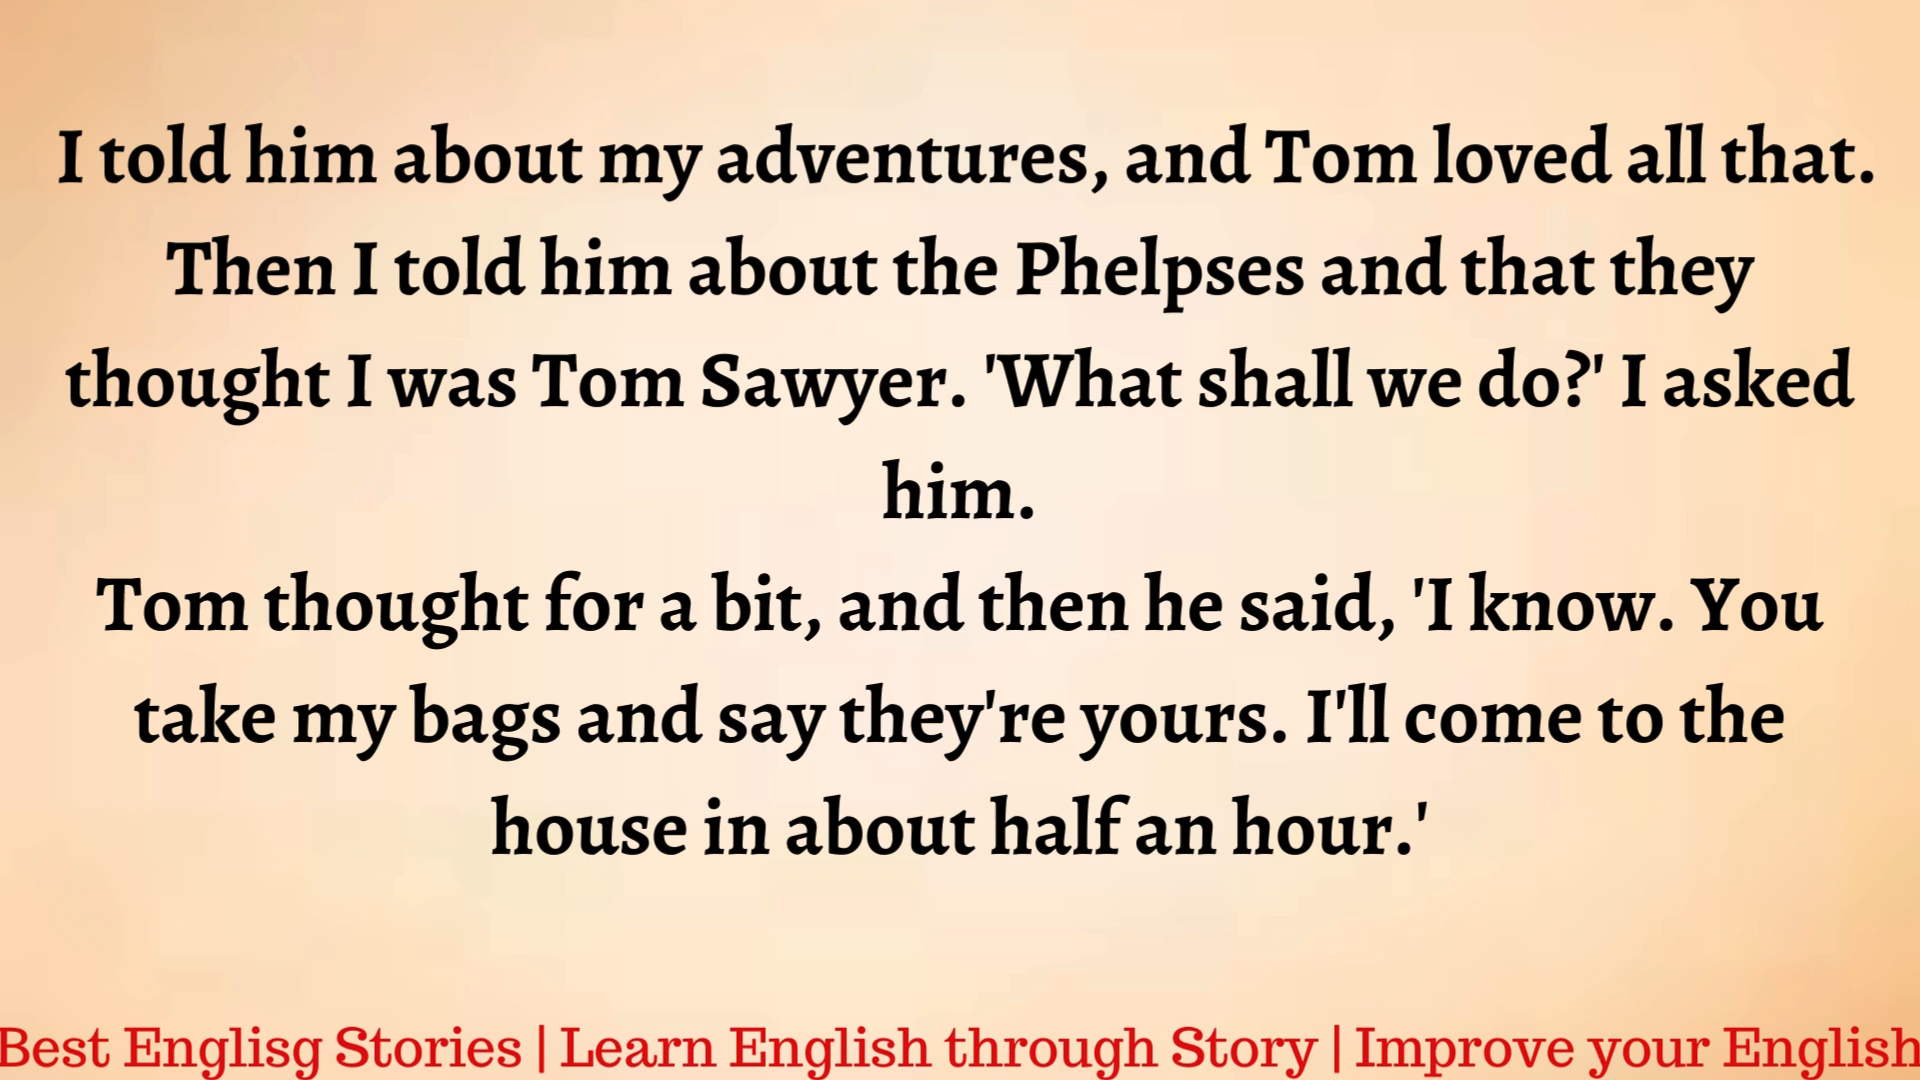 I told him about my adventures, and Tom loved all that.
Then I told him about the Phelpses and that they
thought I was Tom Sawyer. 'What shall we do?' I asked
him.
Tom thought for a bit, and then he said, 'I know. You
take my bags and say they're yours. I'll come to the
house in about half an hour.'
Best Englisg Stories | Learn English through Story | Improve your English